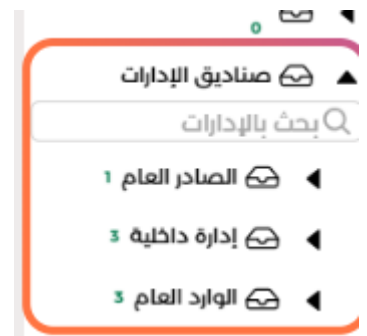 0
صناديق الإدارات
بحث بالإدارات
الصادر العام 1
إدارة داخلية 3
الوارد العام 3